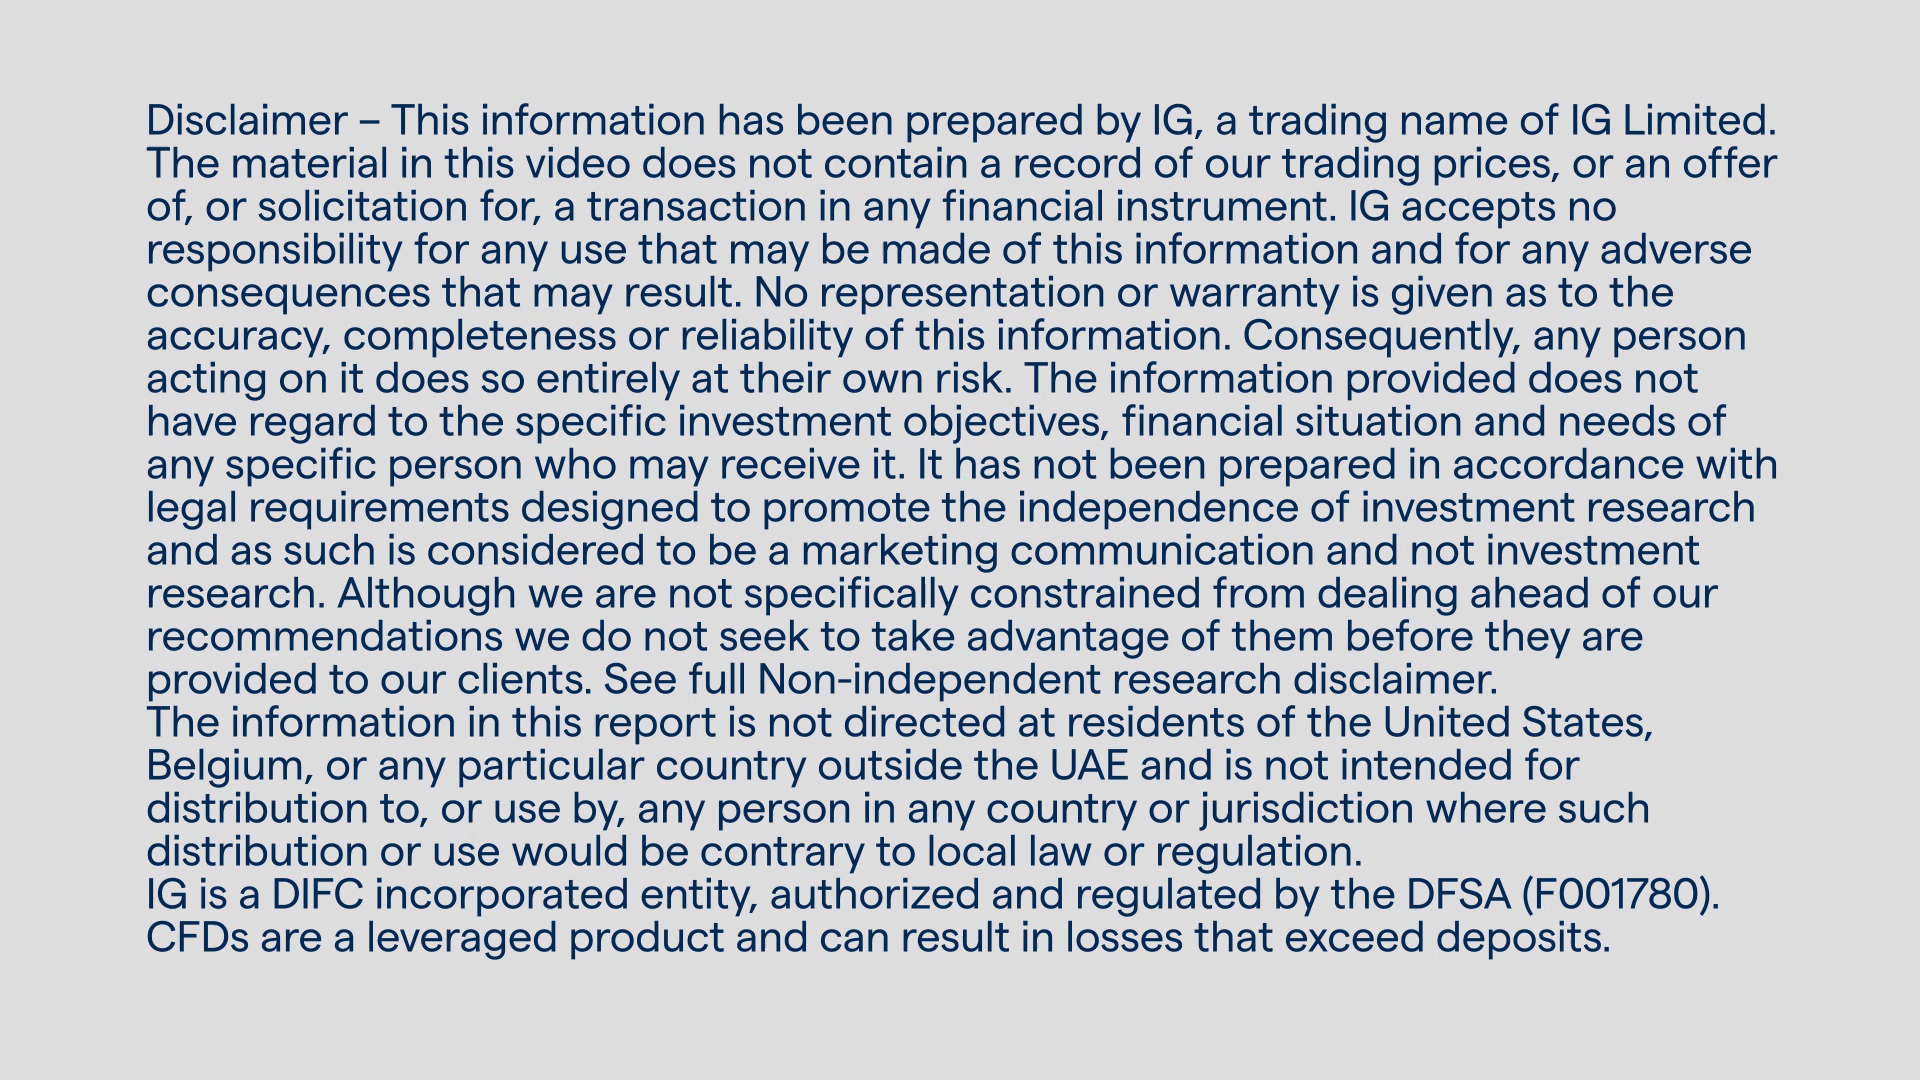 Disclaimer – This information has been prepared by IG, a trading name of IG Limited.
The material in this video does not contain a record of our trading prices, or an offer
of, or solicitation for, a transaction in any financial instrument. IG accepts no
responsibility for any use that may be made of this information and for any adverse
consequences that may result. No representation or warranty is given as to the
accuracy, completeness or reliability of this information. Consequently, any person
acting on it does so entirely at their own risk. The information provided does not
have regard to the specific investment objectives, financial situation and needs of
any specific person who may receive it. It has not been prepared in accordance with
legal requirements designed to promote the independence of investment research
and as such is considered to be a marketing communication and not investment
research. Although we are not specifically constrained from dealing ahead of our
recommendations we do not seek to take advantage of them before they are
provided to our clients. See full Non-independent research disclaimer.
The information in this report is not directed at residents of the United States,
Belgium, or any particular country outside the UAE and is not intended for
distribution to, or use by, any person in any country or jurisdiction where such
distribution or use would be contrary to local law or regulation.
IG is a DIFC incorporated entity, authorized and regulated by the DFSA (F001780).
CFDs are a leveraged product and can result in losses that exceed deposits.